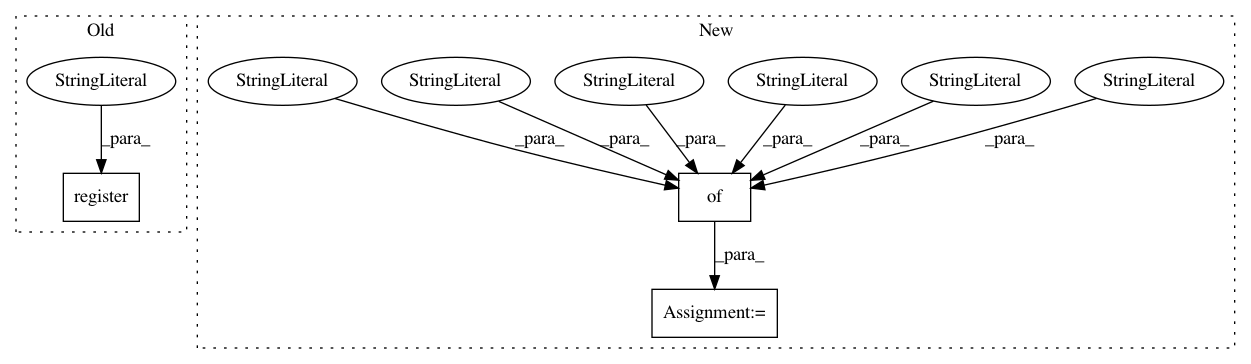 Old
New
StringLiteral
StringLiteral
StringLiteral
StringLiteral
StringLiteral
StringLiteral
StringLiteral
_para_
_para_
_para_
_para_
_para_
_para_
_para_
register
of
_para_
Assignment:=